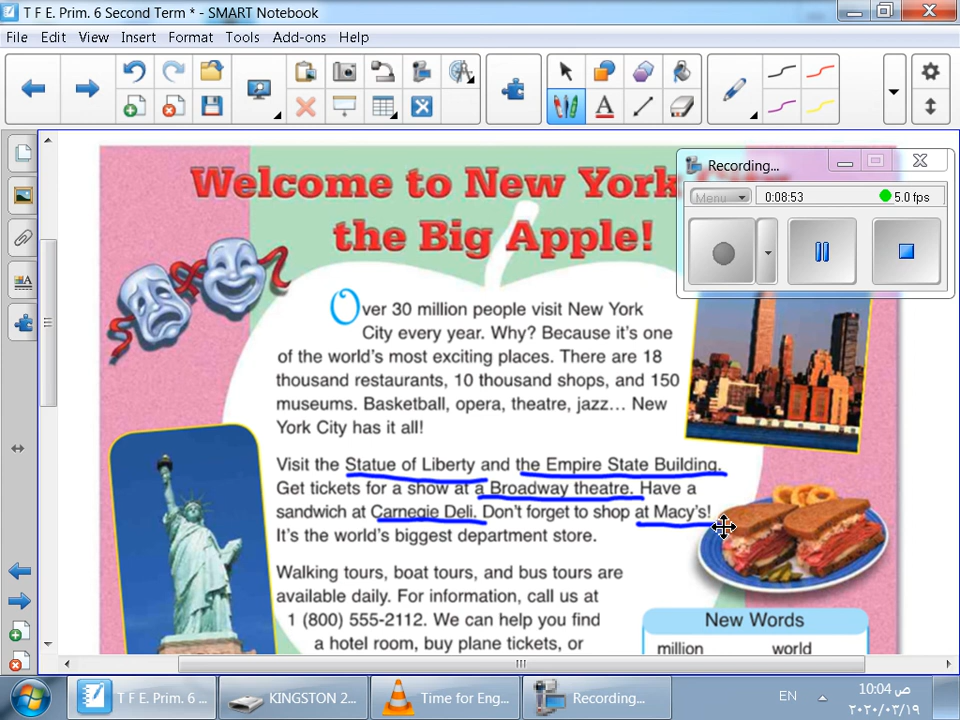 T F E. Prim. 6 Second Term * - SMART Notebook
File Edit View Insert Format Tools Add-ons Help
Welcome to New York
the Big Apple!
Recording...
Menu
0:08:53
5.0 fps
Over 30 million people visit New York
City every year. Why? Because it's one
of the world's most exciting places. There are 18
thousand restaurants, 10 thousand shops, and 150
museums. Basketball, opera, theatre, jazz... New
York City has it all!
Visit the Statue of Liberty and the Empire State Building.
Get tickets for a show at a Broadway theatre. Have a
sandwich at Carnegie Deli. Don't forget to shop at Macy's!
It's the world's biggest department store.
Walking tours, boat tours, and bus tours are
available daily. For information, call us at
1 (800) 555-2112. We can help you find
a hotel room, buy plane tickets, or
New Words
million world
T F E. Prim. 6 ...
KINGSTON 2...
Time for Eng...
Recording...
EN
10:04 ص
٢٠٢٠/٠٣/١٩